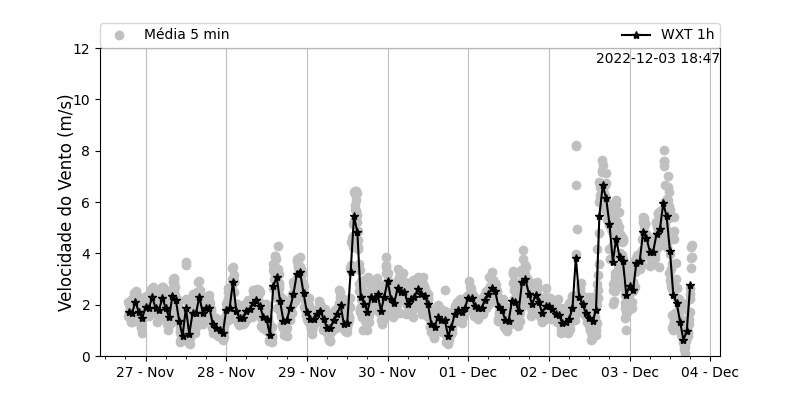 Média 5 min
WXT 1h
2022-12-03 18:47
Velocidade do Vento (m/s)
12
10
8
6
4
2
0
27 - Nov
28 - Nov
29 - Nov
30 - Nov
01 - Dec
02 - Dec
03 - Dec
04 - Dec